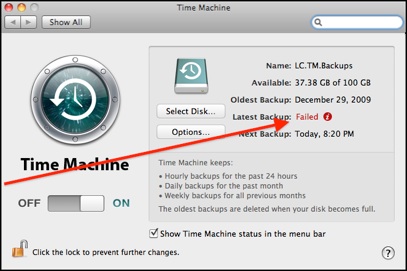 Time Machine
Show All
Name: LC.TM.Backups
Available: 37.38 GB of 100 GB
Oldest Backup: December 29, 2009
Select Disk...
Latest Backup: Failed
Options...
Next Backup: Today, 8:20 PM
Time Machine
Time Machine keeps:
• Hourly backups for the past 24 hours
• Daily backups for the past month
• Weekly backups for all previous months
The oldest backups are deleted when your disk becomes full.
OFF ON
Show Time Machine status in the menu bar
Click the lock to prevent further changes.
?